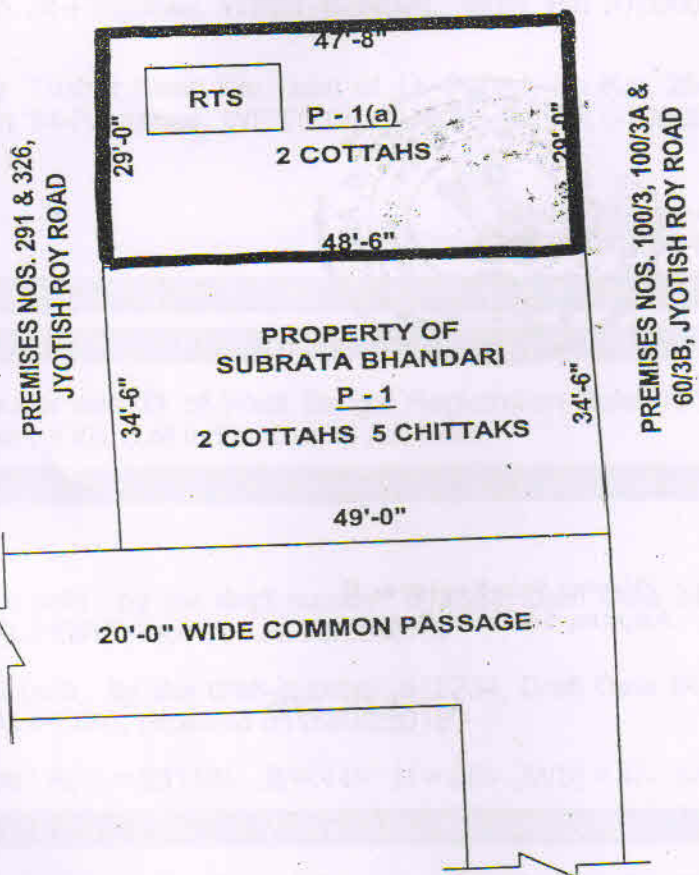 47'-8"
RTS
P - 1(a)
2 COTTAHS
29'-0"
29'-0"
48'-6"
PREMISES NOS. 291 & 326,
JYOTISH ROY ROAD
PREMISES NOS. 100/3, 100/3A &
60/3B, JYOTISH ROY ROAD
PROPERTY OF
SUBRATA BHANDARI
P - 1
2 COTTAHS 5 CHITTAKS
34'-6"
34'-6"
49'-0"
20'-0" WIDE COMMON PASSAGE